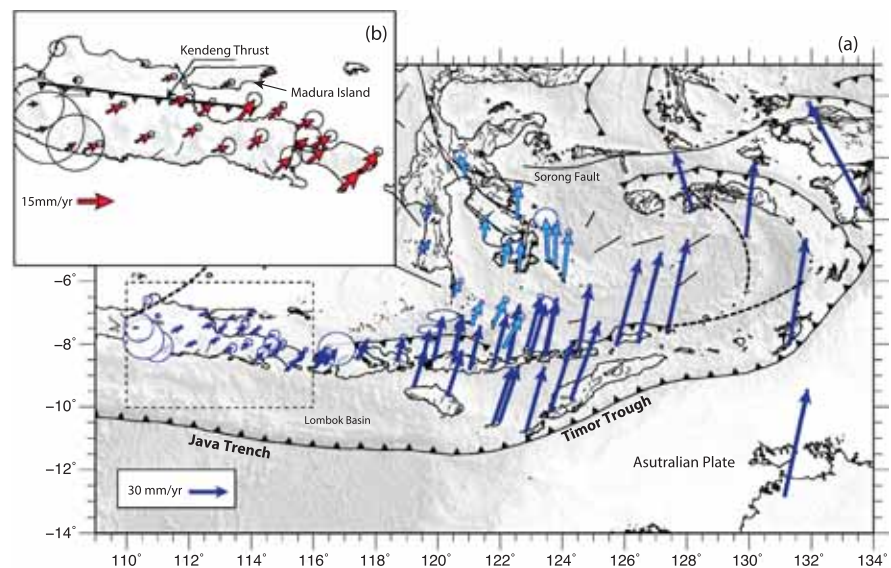 (b)
(a)
Kendeng Thrust
Madura Island
15mm/yr
Sorong Fault
−6°
−8°
−10°
−12°
−14°
Lombok Basin
Java Trench
Timor Trough
Asutralian Plate
30 mm/yr
110° 112° 114° 116° 118° 120° 122° 124° 126° 128° 130° 132° 134°